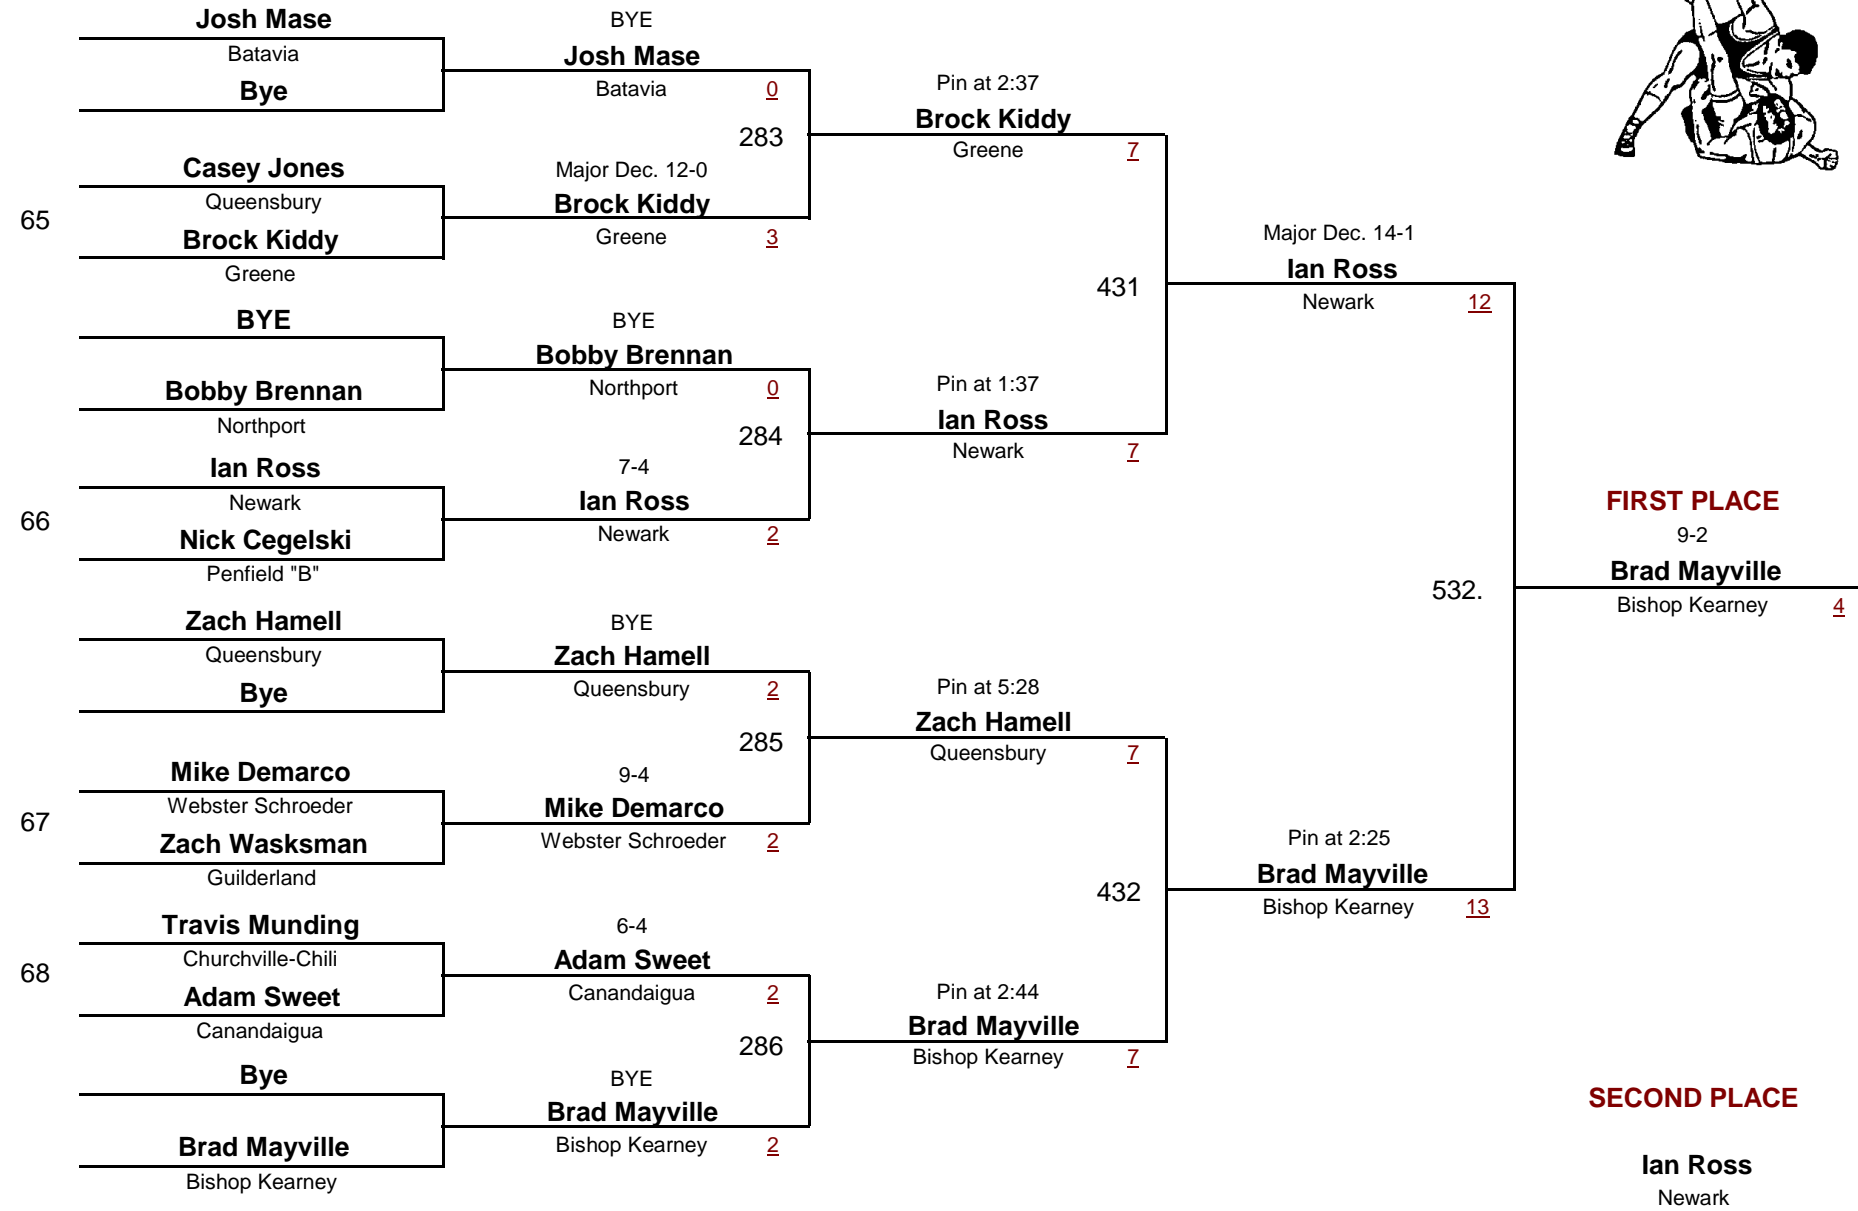 Josh Mase
Batavia
Bye
65
Casey Jones
Queensbury
Brock Kiddy
Greene
BYE
Bobby Brennan
Northport
66
Ian Ross
Newark
Nick Cegelski
Penfield "B"
Zach Hamell
Queensbury
Bye
67
Mike Demarco
Webster Schroeder
Zach Wasksman
Guilderland
68
Travis Munding
Churchville-Chili
Adam Sweet
Canandaigua
Bye
Brad Mayville
Bishop Kearney
BYE
Josh Mase
Batavia 0
283
Major Dec. 12-0
Brock Kiddy
Greene 3
BYE
Bobby Brennan
Northport 0
284
7-4
Ian Ross
Newark 2
BYE
Zach Hamell
Queensbury 2
285
9-4
Mike Demarco
Webster Schroeder 2
6-4
Adam Sweet
Canandaigua 2
286
BYE
Brad Mayville
Bishop Kearney 2
Pin at 2:37
Brock Kiddy
Greene 7
431
Pin at 1:37
Ian Ross
Newark 7
Pin at 5:28
Zach Hamell
Queensbury 7
432
Pin at 2:44
Brad Mayville
Bishop Kearney 7
Major Dec. 14-1
Ian Ross
Newark 12
532.
Pin at 2:25
Brad Mayville
Bishop Kearney 13
FIRST PLACE
9-2
Brad Mayville
Bishop Kearney 4
SECOND PLACE
Ian Ross
Newark